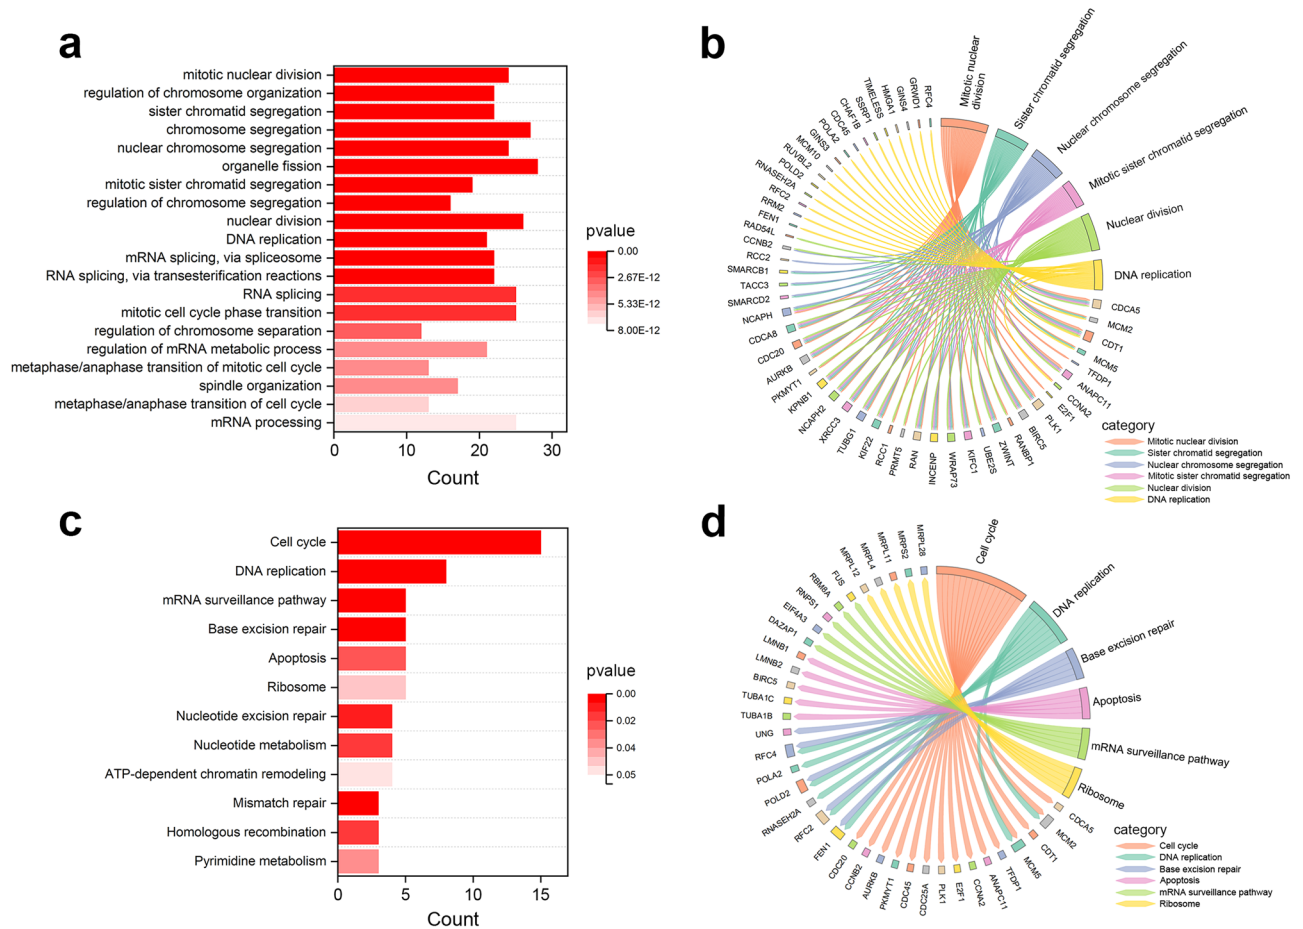 a
mitotic nuclear division
regulation of chromosome organization
sister chromatid segregation
chromosome segregation
nuclear chromosome segregation
organelle fission
mitotic sister chromatid segregation
regulation of chromosome segregation
nuclear division
DNA replication
mRNA splicing, via spliceosome
RNA splicing, via transesterification reactions
RNA splicing
mitotic cell cycle phase transition
regulation of chromosome separation
regulation of mRNA metabolic process
metaphase/anaphase transition of mitotic cell cycle
spindle organization
metaphase/anaphase transition of cell cycle
mRNA processing
0
10
20
30
Count
pvalue
0.00
2.67E-12
5.33E-12
8.00E-12
b
Mitotic nuclear
division
Sister chromatid segregation
Nuclear chromosome segregation
Mitotic sister chromatid segregation
Nuclear division
DNA replication
CDCA5
MCM2
CDT1
MCM5
TFDP1
ANAPC11
CCNA2
E2F1
PLK1
BIRC5
RANBP1
ZWINT
UBE2S
KIFC1
WRAP73
INCENP
RAN
PRMT5
RCC1
KIF22
TUBG1
XRCC3
NCAPH2
KPNB1
PKMYT1
AURKB
CDC20
CDCA8
NCAPH
SMARCD2
TACC3
SMARCB1
RCC2
CCNB2
RAD54L
FEN1
RRM2
RFC2
RNASEH2A
POLD2
RUVBL2
MCM10
GINS3
POLA2
CDC45
CHAF1B
SSRP1
TIMELESS
HMGA1
GINS4
GRWD1
RFC4
category
Mitotic nuclear division
Sister chromatid segregation
Nuclear chromosome segregation
Mitotic sister chromatid segregation
Nuclear division
DNA replication
c
Cell cycle
DNA replication
mRNA surveillance pathway
Base excision repair
Apoptosis
Ribosome
Nucleotide excision repair
Nucleotide metabolism
ATP-dependent chromatin remodeling
Mismatch repair
Homologous recombination
Pyrimidine metabolism
0
5
10
15
Count
pvalue
0.00
0.02
0.04
0.05
d
Cell cycle
DNA replication
Base excision repair
Apoptosis
mRNA surveillance pathway
Ribosome
CDCA5
MCM2
CDT1
MCM5
TFDP1
ANAPC11
CCNA2
E2F1
PLK1
CDC25A
CDC45
PKMYT1
AURKB
CCNB2
CDC20
FEN1
RFC2
RNASEH2A
POLD2
POLA2
RFC4
UNG
TUBA1B
TUBA1C
BIRC5
LMNB2
LMNB1
DAZAP1
EIF4A3
RNPS1
RBM8A
FUS
MRPL12
MRPL4
MRPL11
MRPS2
MRPL28
category
Cell cycle
DNA replication
Base excision repair
Apoptosis
mRNA surveillance pathway
Ribosome